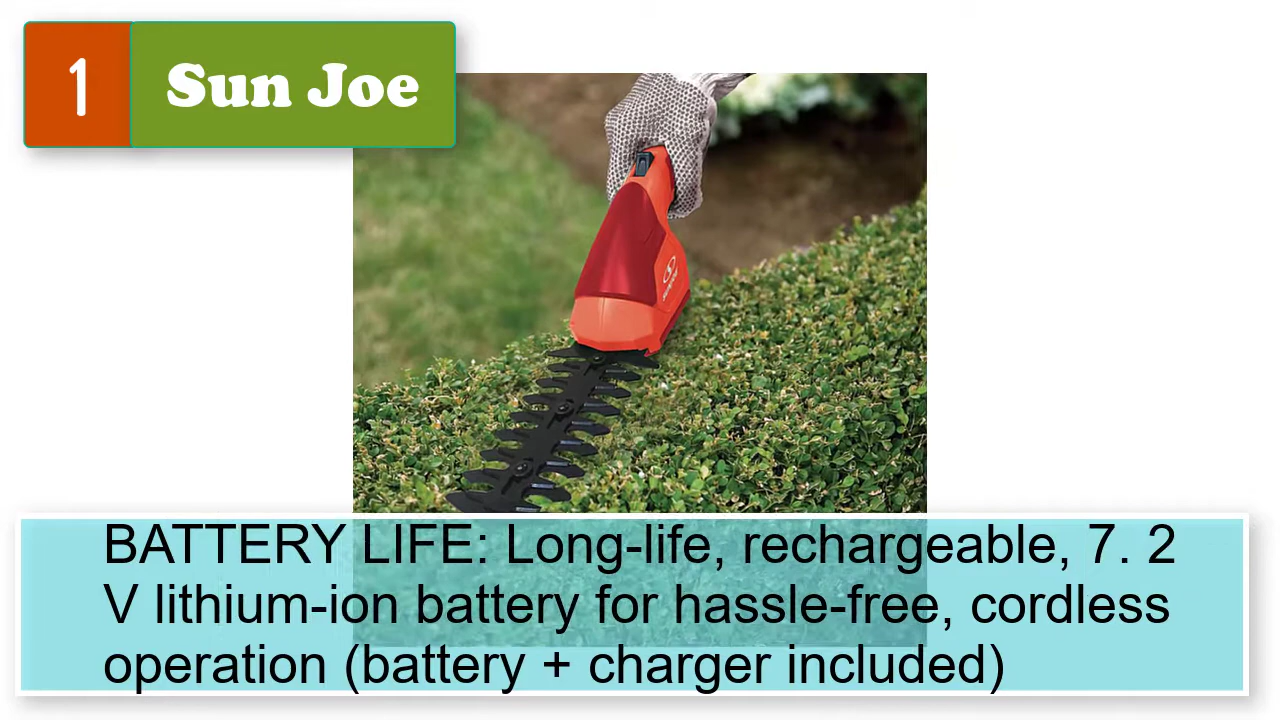 1
Sun Joe
BATTERY LIFE: Long-life, rechargeable, 7. 2
V lithium-ion battery for hassle-free, cordless
operation (battery + charger included)